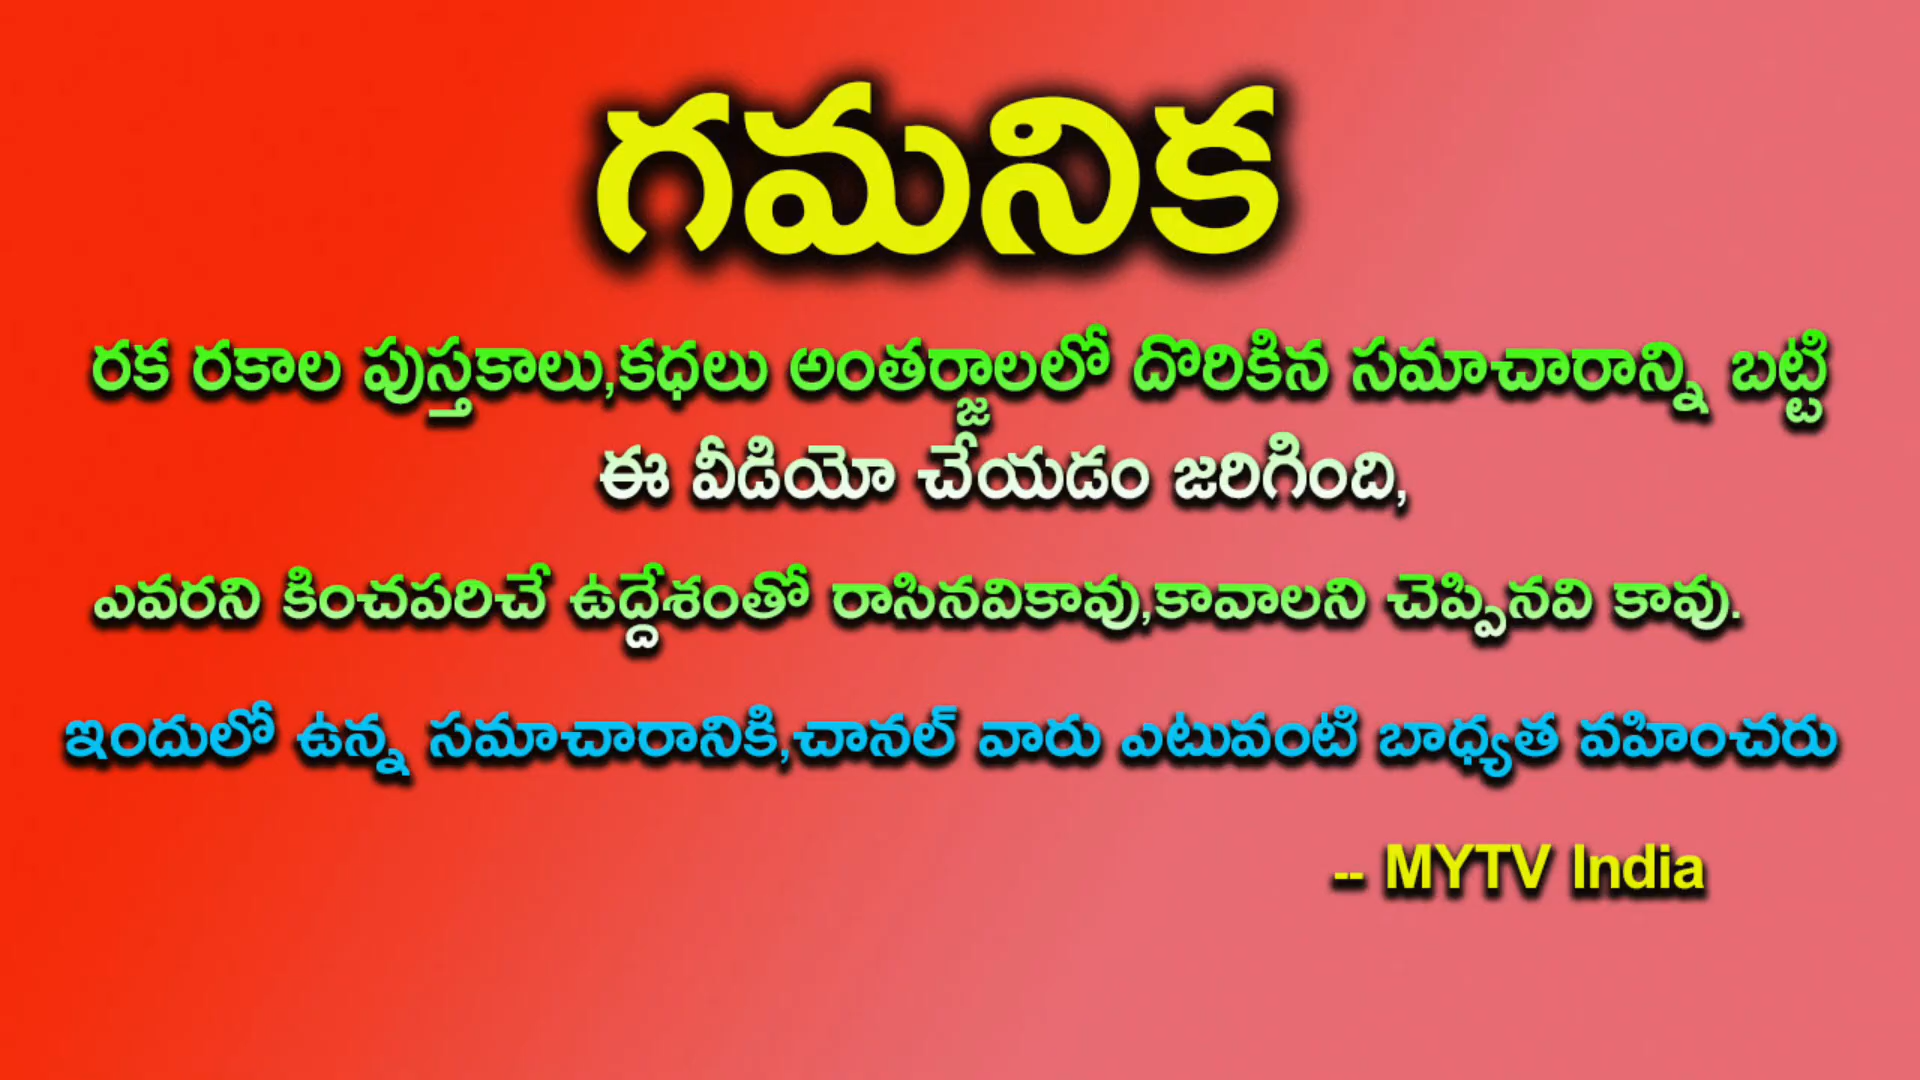 గమనిక
రక రకాల పుస్తకాలు,కధలు అంతర్జాలలో దొరికిన సమాచారాన్ని బట్టి
ఈ వీడియో చేయడం జరిగింది,
ఎవరని కించపరిచే ఉద్దేశంతో రాసినవికావు,కావాలని చెప్పినవి కావు.
ఇందులో ఉన్న సమాచారానికి,చానల్ వారు ఎటువంటి బాధ్యత వహించరు
-- MYTV India